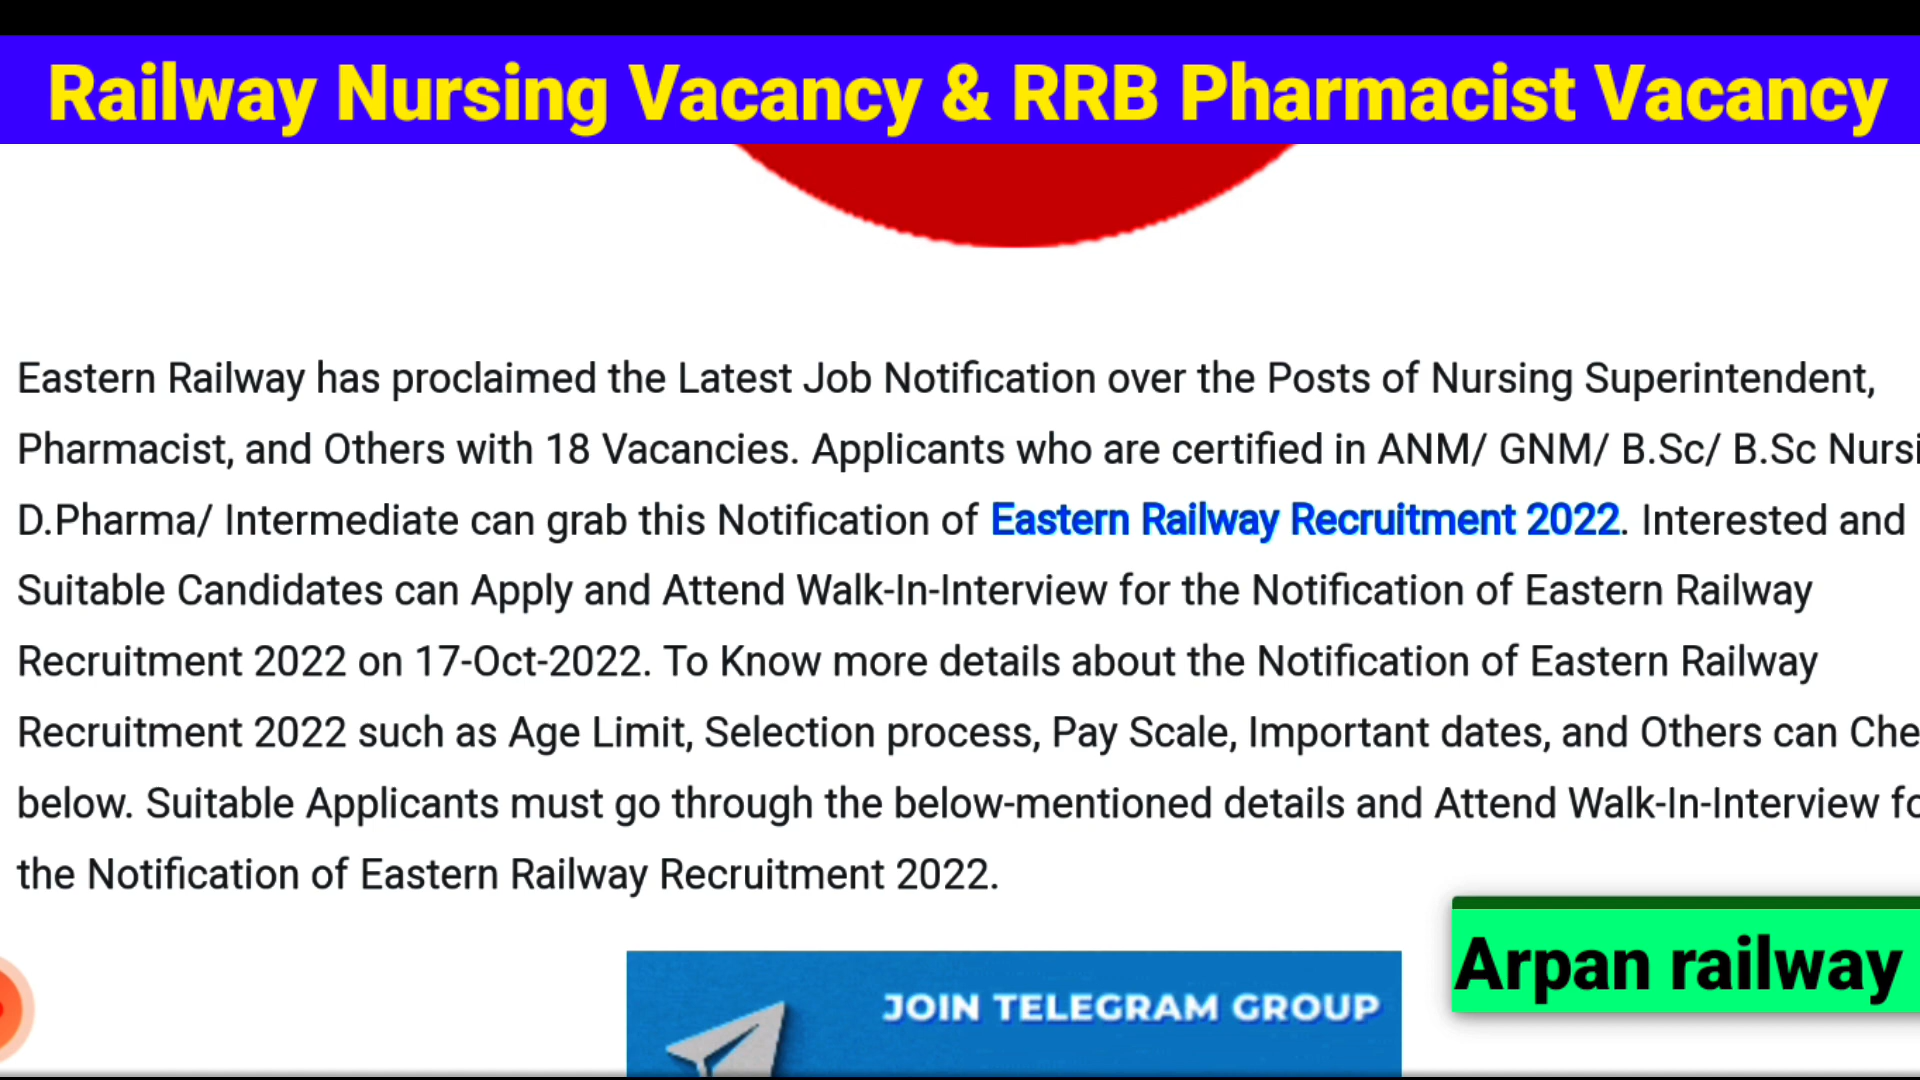 Railway Nursing Vacancy & RRB Pharmacist Vacancy
Eastern Railway has proclaimed the Latest Job Notification over the Posts of Nursing Superintendent,
Pharmacist, and Others with 18 Vacancies. Applicants who are certified in ANM/ GNM/ B.Sc/ B.Sc Nursi
D.Pharma/ Intermediate can grab this Notification of Eastern Railway Recruitment 2022. Interested and
Suitable Candidates can Apply and Attend Walk-In-Interview for the Notification of Eastern Railway
Recruitment 2022 on 17-Oct-2022. To Know more details about the Notification of Eastern Railway
Recruitment 2022 such as Age Limit, Selection process, Pay Scale, Important dates, and Others can Che
below. Suitable Applicants must go through the below-mentioned details and Attend Walk-In-Interview fo
the Notification of Eastern Railway Recruitment 2022.
Arpan railway
JOIN TELEGRAM GROUP